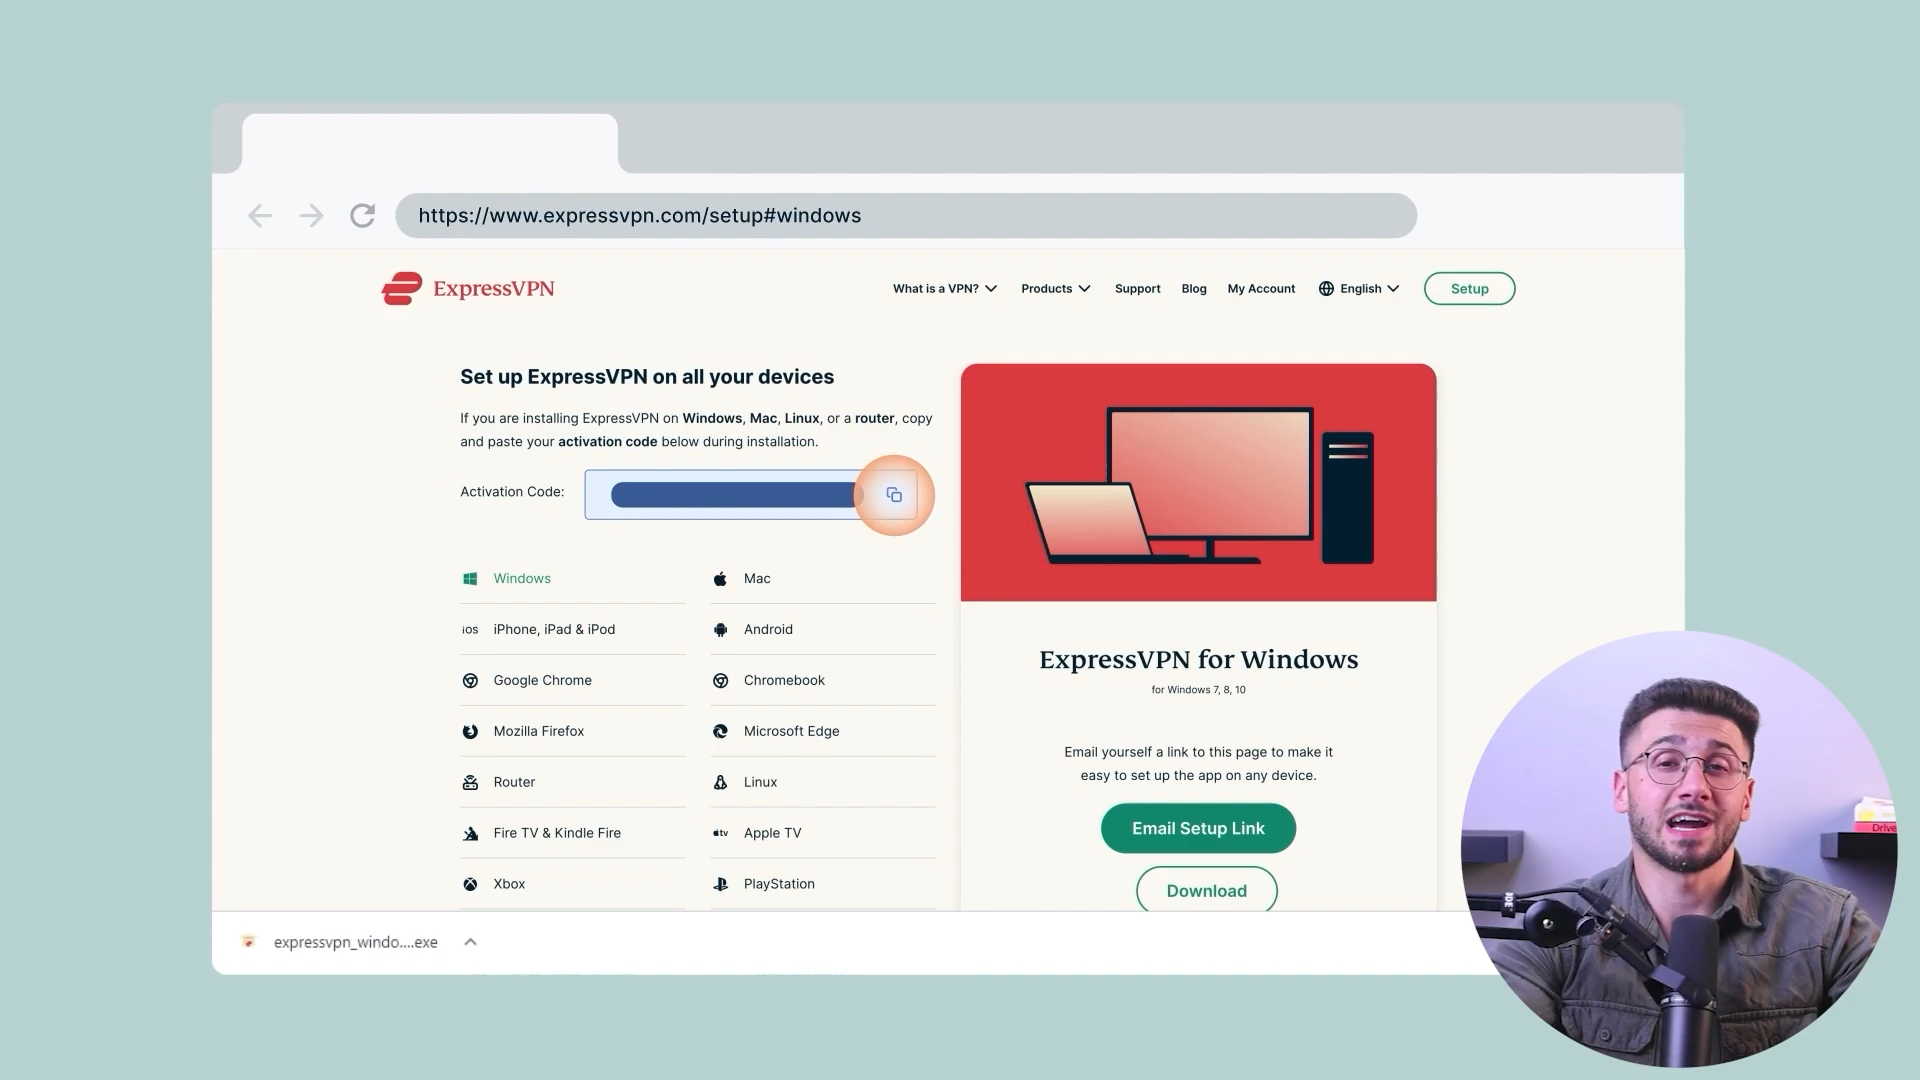 https://www.expressvpn.com/setup#windows
ExpressVPN
What is a VPN?
Products
Support
Blog
My Account
English
Setup
Set up ExpressVPN on all your devices
If you are installing ExpressVPN on Windows, Mac, Linux, or a router, copy
and paste your activation code below during installation.
Activation Code:
Windows
Mac
iOS
iPhone, iPad & iPod
Android
Google Chrome
Chromebook
Mozilla Firefox
Microsoft Edge
Router
Linux
Fire TV & Kindle Fire
tv
Apple TV
Xbox
PlayStation
ExpressVPN for Windows
for Windows 7, 8, 10
Email yourself a link to this page to make it
easy to set up the app on any device.
Email Setup Link
Download
expressvpn_windo....exe
Drive